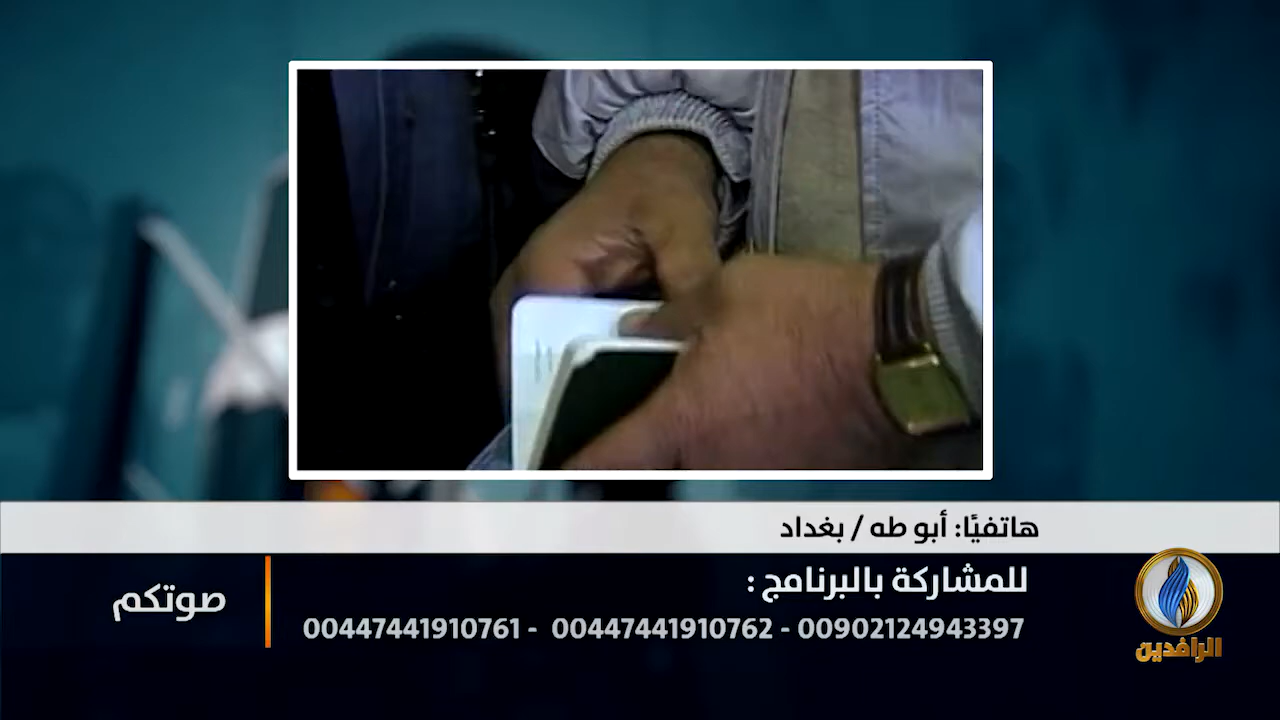 هاتفيًا: أبو طه / بغداد
للمشاركة بالبرنامج :
00447441910761 - 00447441910762 - 00902124943397
صوتكم
الرافدين